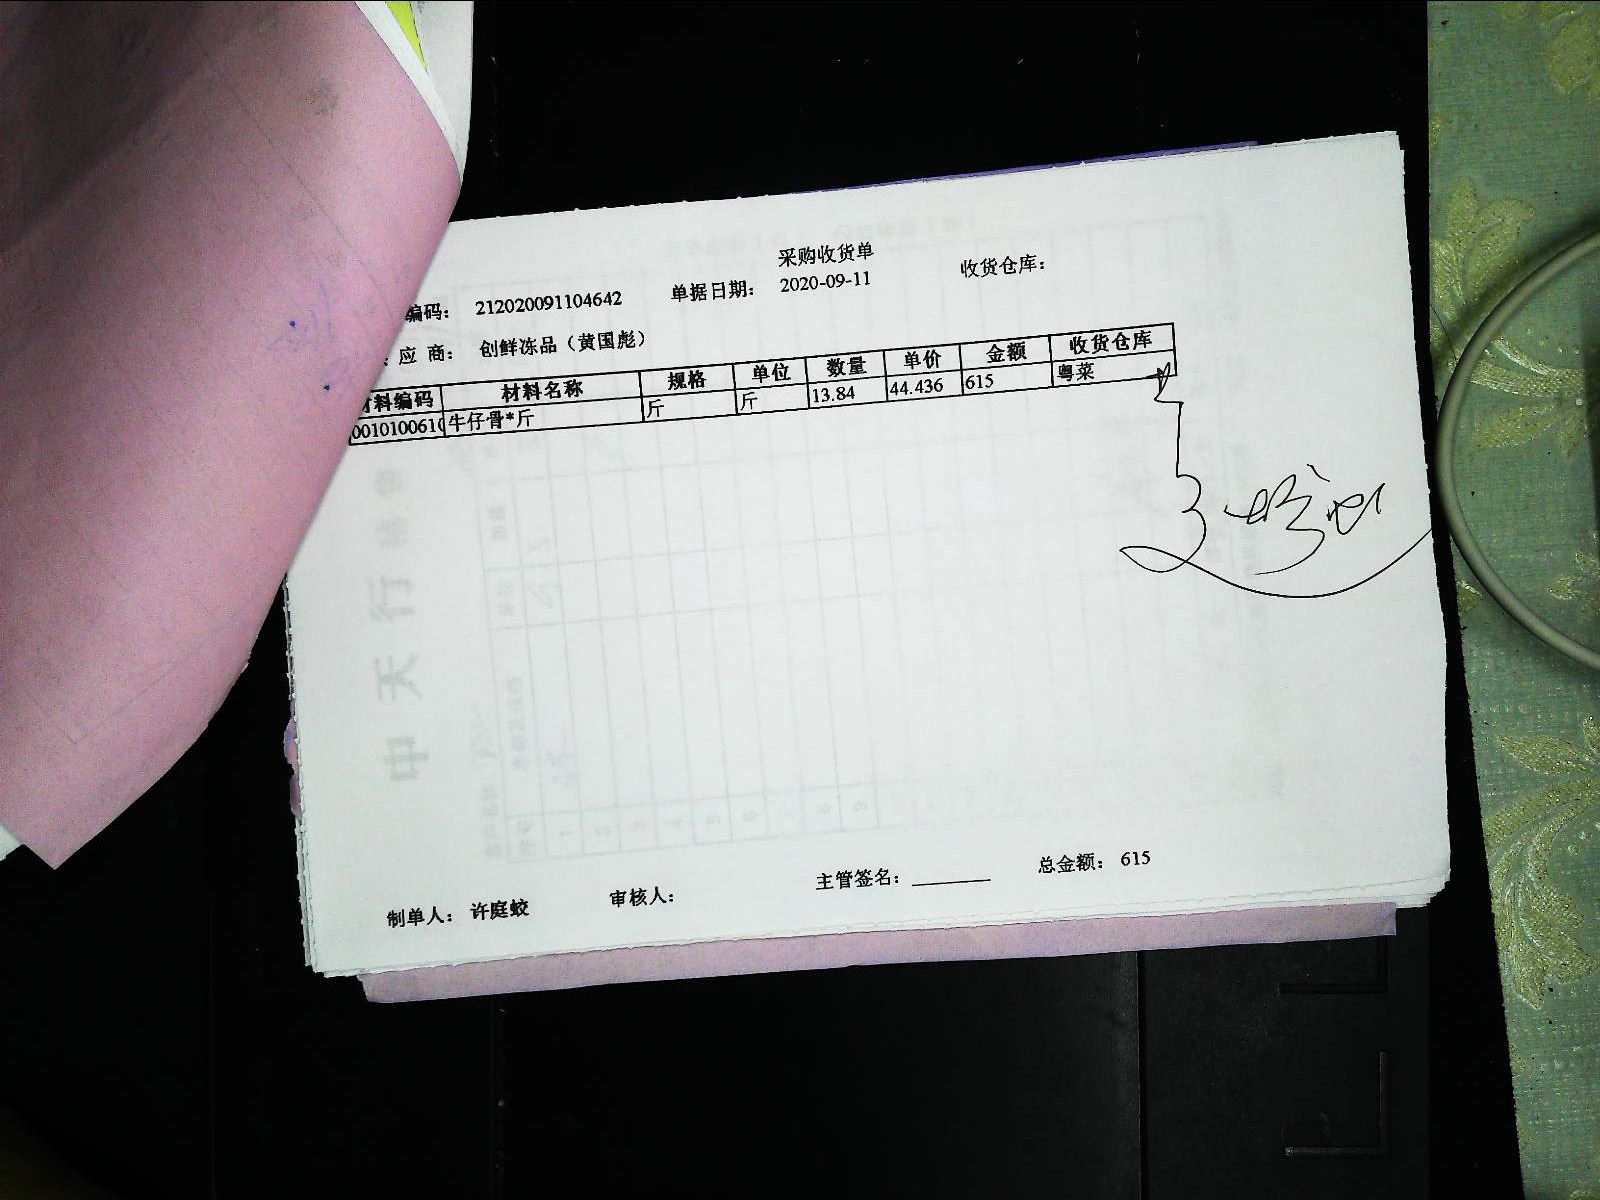 采购收货单
编码： 212020091104642 单据日期： 2020-09-11 收货仓库：
应 商： 创鲜冻品（黄国彪）
材料编码 材料名称 规格 单位 数量 单价 金额 收货仓库
0010100610 牛仔骨*斤 斤 斤 13.84 44.436 615 粤菜
制单人： 许庭蛟 审核人： 主管签名： 总金额： 615
中天行